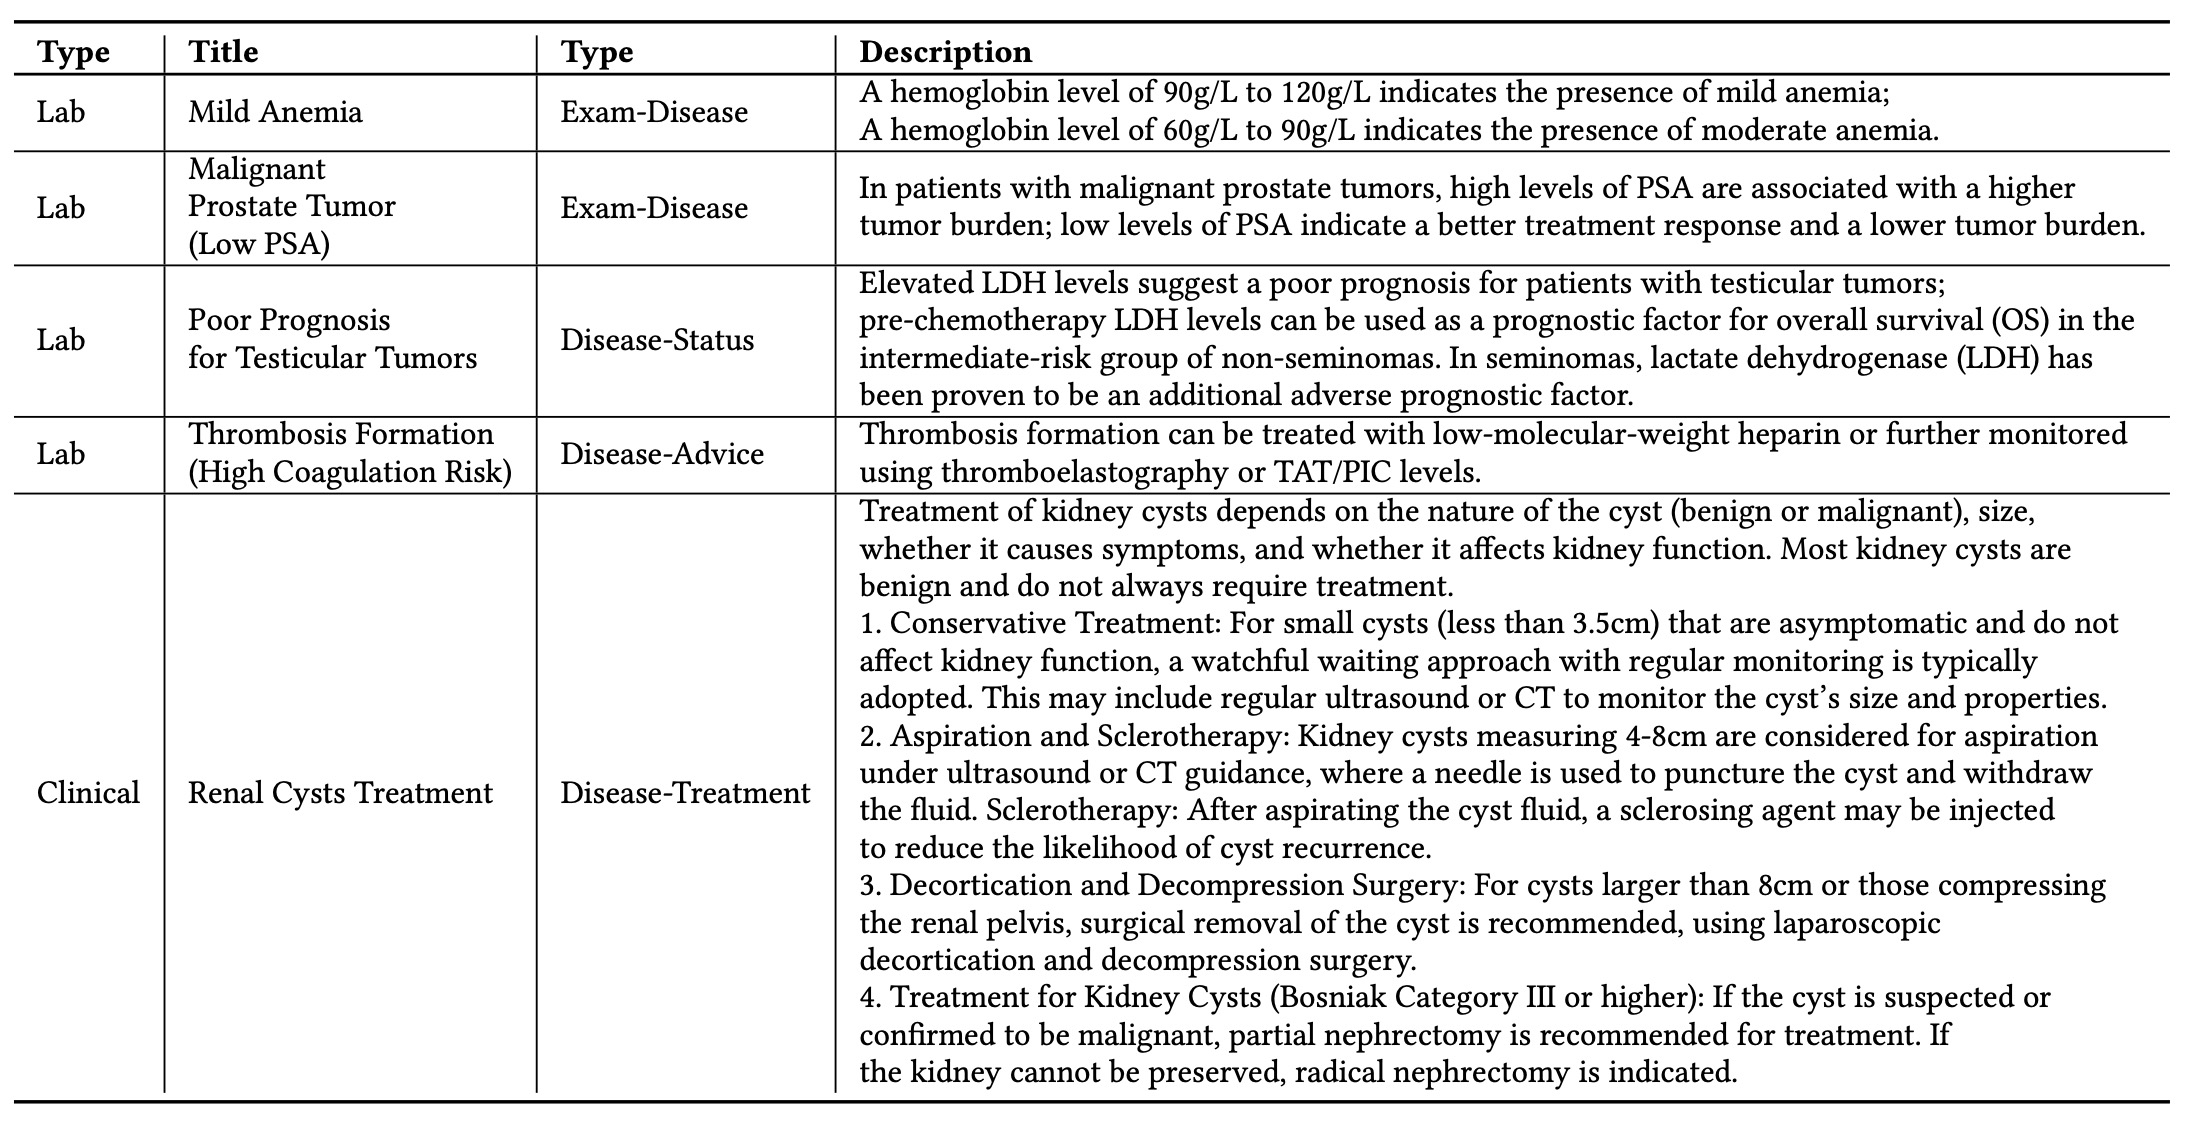 Type Title Type Description
Lab Mild Anemia Exam-Disease
A hemoglobin level of 90g/L to 120g/L indicates the presence of mild anemia;
A hemoglobin level of 60g/L to 90g/L indicates the presence of moderate anemia.
Lab
Malignant
Prostate Tumor
(Low PSA)
Exam-Disease
In patients with malignant prostate tumors, high levels of PSA are associated with a higher
tumor burden; low levels of PSA indicate a better treatment response and a lower tumor burden.
Lab
Poor Prognosis
for Testicular Tumors
Disease-Status
Elevated LDH levels suggest a poor prognosis for patients with testicular tumors;
pre-chemotherapy LDH levels can be used as a prognostic factor for overall survival (OS) in the
intermediate-risk group of non-seminomas. In seminomas, lactate dehydrogenase (LDH) has
been proven to be an additional adverse prognostic factor.
Lab
Thrombosis Formation
(High Coagulation Risk)
Disease-Advice
Thrombosis formation can be treated with low-molecular-weight heparin or further monitored
using thromboelastography or TAT/PIC levels.
Clinical
Renal Cysts Treatment
Disease-Treatment
Treatment of kidney cysts depends on the nature of the cyst (benign or malignant), size,
whether it causes symptoms, and whether it affects kidney function. Most kidney cysts are
benign and do not always require treatment.
1. Conservative Treatment: For small cysts (less than 3.5cm) that are asymptomatic and do not
affect kidney function, a watchful waiting approach with regular monitoring is typically
adopted. This may include regular ultrasound or CT to monitor the cyst's size and properties.
2. Aspiration and Sclerotherapy: Kidney cysts measuring 4-8cm are considered for aspiration
under ultrasound or CT guidance, where a needle is used to puncture the cyst and withdraw
the fluid. Sclerotherapy: After aspirating the cyst fluid, a sclerosing agent may be injected
to reduce the likelihood of cyst recurrence.
3. Decortication and Decompression Surgery: For cysts larger than 8cm or those compressing
the renal pelvis, surgical removal of the cyst is recommended, using laparoscopic
decortication and decompression surgery.
4. Treatment for Kidney Cysts (Bosniak Category III or higher): If the cyst is suspected or
confirmed to be malignant, partial nephrectomy is recommended for treatment. If
the kidney cannot be preserved, radical nephrectomy is indicated.